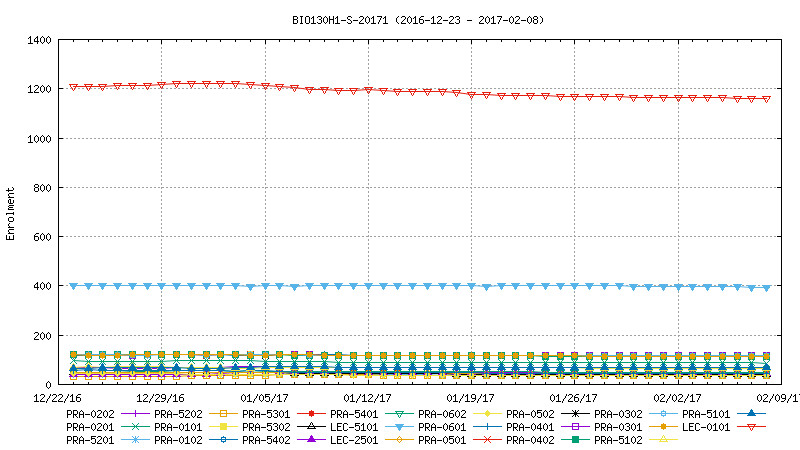 BIO130H1-S-20171 (2016-12-23 - 2017-02-08)
1400
1200
1000
800
600
400
200
0
Enrolment
12/22/16 12/29/16 01/05/17 01/12/17 01/19/17 01/26/17 02/02/17 02/09/17
PRA-0202 PRA-5202 PRA-5301 PRA-5401 PRA-0602 PRA-0502 PRA-0302 PRA-5101
PRA-0201 PRA-0101 PRA-5302 LEC-5101 PRA-0601 PRA-0401 PRA-0301 LEC-0101
PRA-5201 PRA-0102 PRA-5402 LEC-2501 PRA-0501 PRA-0402 PRA-5102